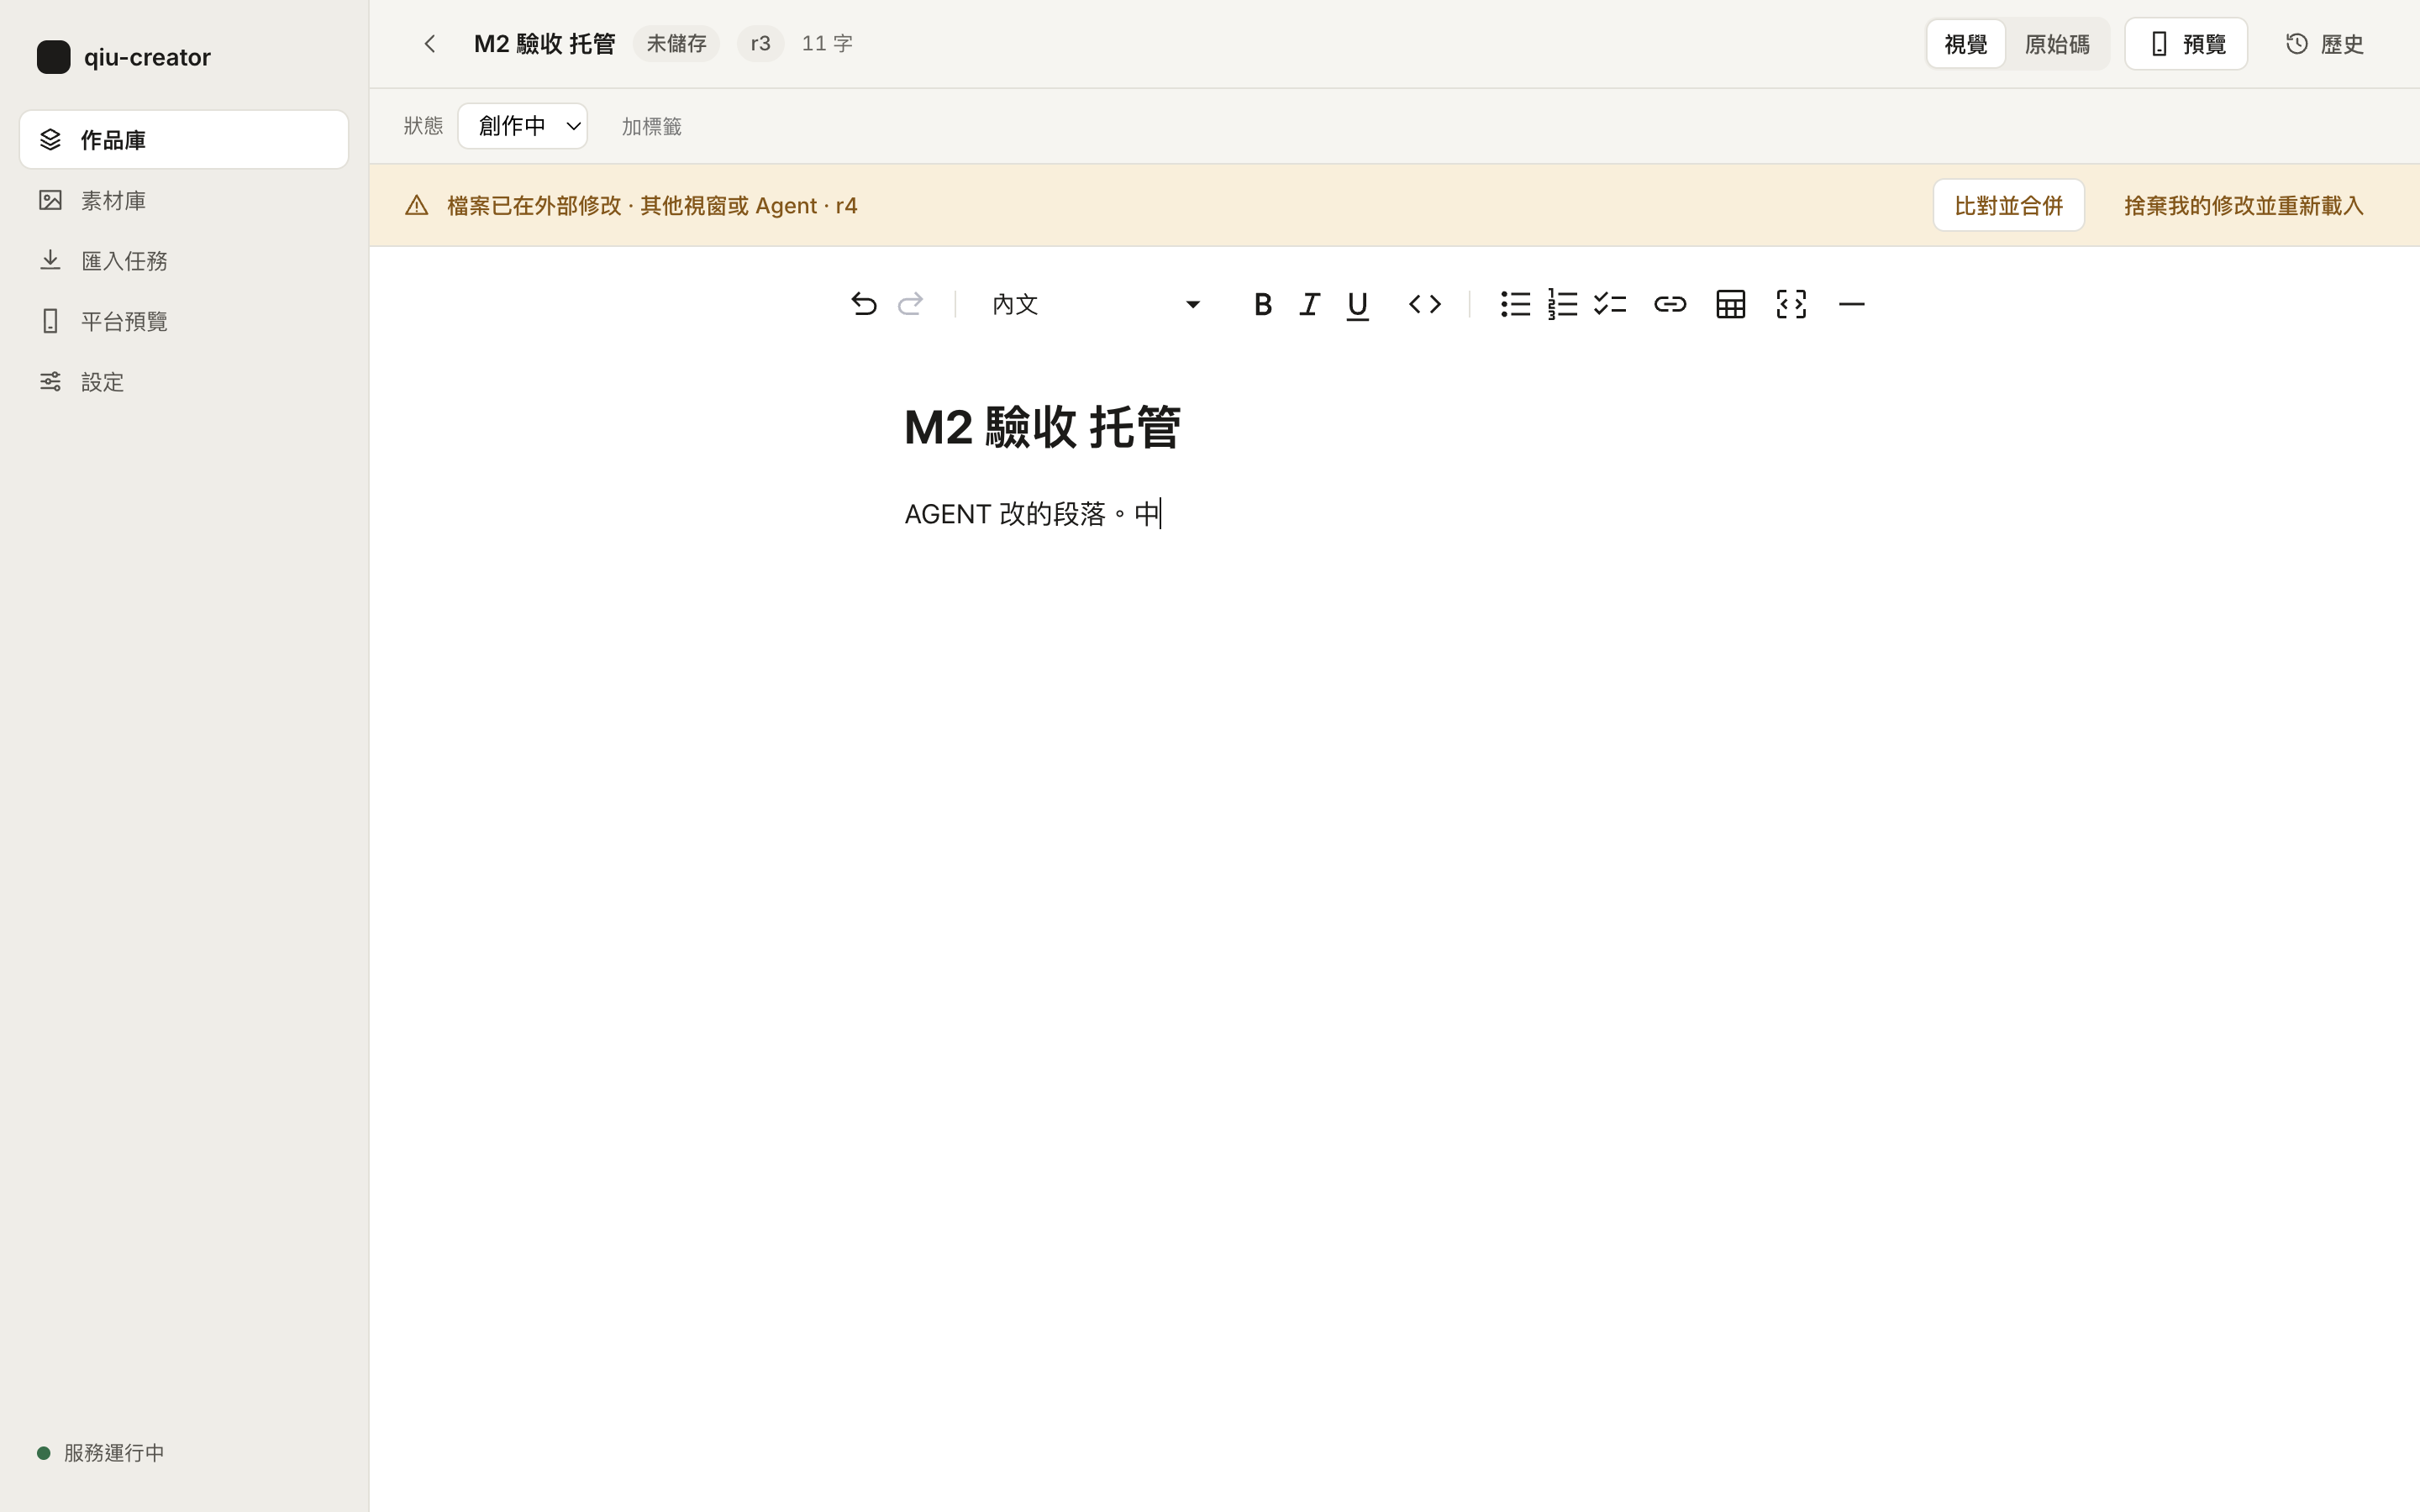 qiu-creator
作品庫
素材庫
匯入任務
平台預覽
設定
服務運行中
M2 驗收 托管 未儲存 r3 11 字 視覺 原始碼 預覽 歷史
狀態 創作中 加標籤
檔案已在外部修改 · 其他視窗或 Agent · r4 比對並合併 捨棄我的修改並重新載入
內文 B I U
M2 驗收 托管
AGENT 改的段落。中